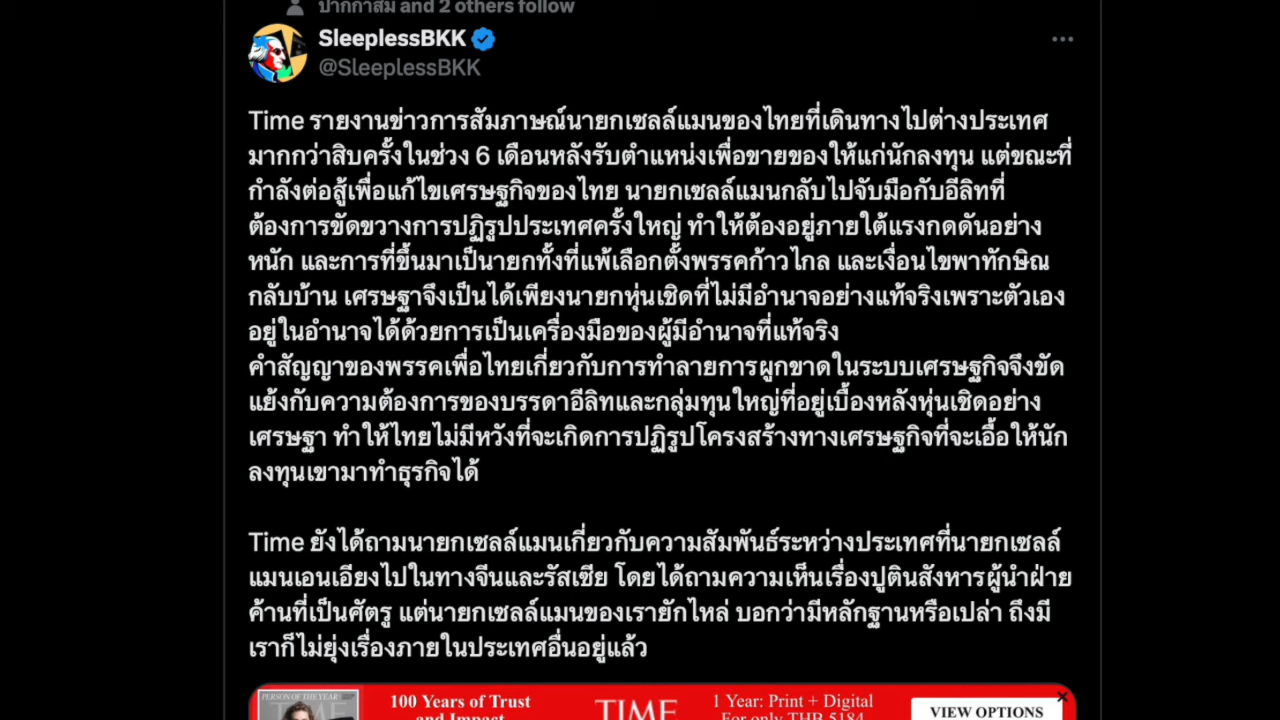 ปากกาส้ม and 2 others follow
SleeplessBKK
@SleeplessBKK
Time รายงานข่าวการสัมภาษณ์นายกเซลล์แมนของไทยที่เดินทางไปต่างประเทศ
มากกว่าสิบครั้งในช่วง 6 เดือนหลังรับตำแหน่งเพื่อขายของให้แก่นักลงทุน แต่ขณะที่
กำลังต่อสู้เพื่อแก้ไขเศรษฐกิจของไทย นายกเซลล์แมนกลับไปจับมือกับอีลิทที่
ต้องการขัดขวางการปฏิรูปประเทศครั้งใหญ่ ทำให้ต้องอยู่ภายใต้แรงกดดันอย่าง
หนัก และการที่ขึ้นมาเป็นนายกทั้งที่แพ้เลือกตั้งพรรคก้าวไกล และเงื่อนไขพาทักษิณ
กลับบ้าน เศรษฐาจึงเป็นได้เพียงนายกหุ่นเชิดที่ไม่มีอำนาจอย่างแท้จริงเพราะตัวเอง
อยู่ในอำนาจได้ด้วยการเป็นเครื่องมือของผู้มีอำนาจที่แท้จริง
คำสัญญาของพรรคเพื่อไทยเกี่ยวกับการทำลายการผูกขาดในระบบเศรษฐกิจจึงขัด
แย้งกับความต้องการของบรรดาอีลิทและกลุ่มทุนใหญ่ที่อยู่เบื้องหลังหุ่นเชิดอย่าง
เศรษฐา ทำให้ไทยไม่มีหวังที่จะเกิดการปฏิรูปโครงสร้างทางเศรษฐกิจที่จะเอื้อให้นัก
ลงทุนเขามาทำธุรกิจได้
Time ยังได้ถามนายกเซลล์แมนเกี่ยวกับความสัมพันธ์ระหว่างประเทศที่นายกเซลล์
แมนเอนเอียงไปในทางจีนและรัสเซีย โดยได้ถามความเห็นเรื่องปูตินสังหารผู้นำฝ่าย
ค้านที่เป็นศัตรู แต่นายกเซลล์แมนของเรายักไหล่ บอกว่ามีหลักฐานหรือเปล่า ถึงมี
เราก็ไม่ยุ่งเรื่องภายในประเทศอื่นอยู่แล้ว
PERSON OF THE YEAR
TIME
100 Years of Trust
and Impact
TIME
1 Year: Print + Digital
For only THB 5184
VIEW OPTIONS